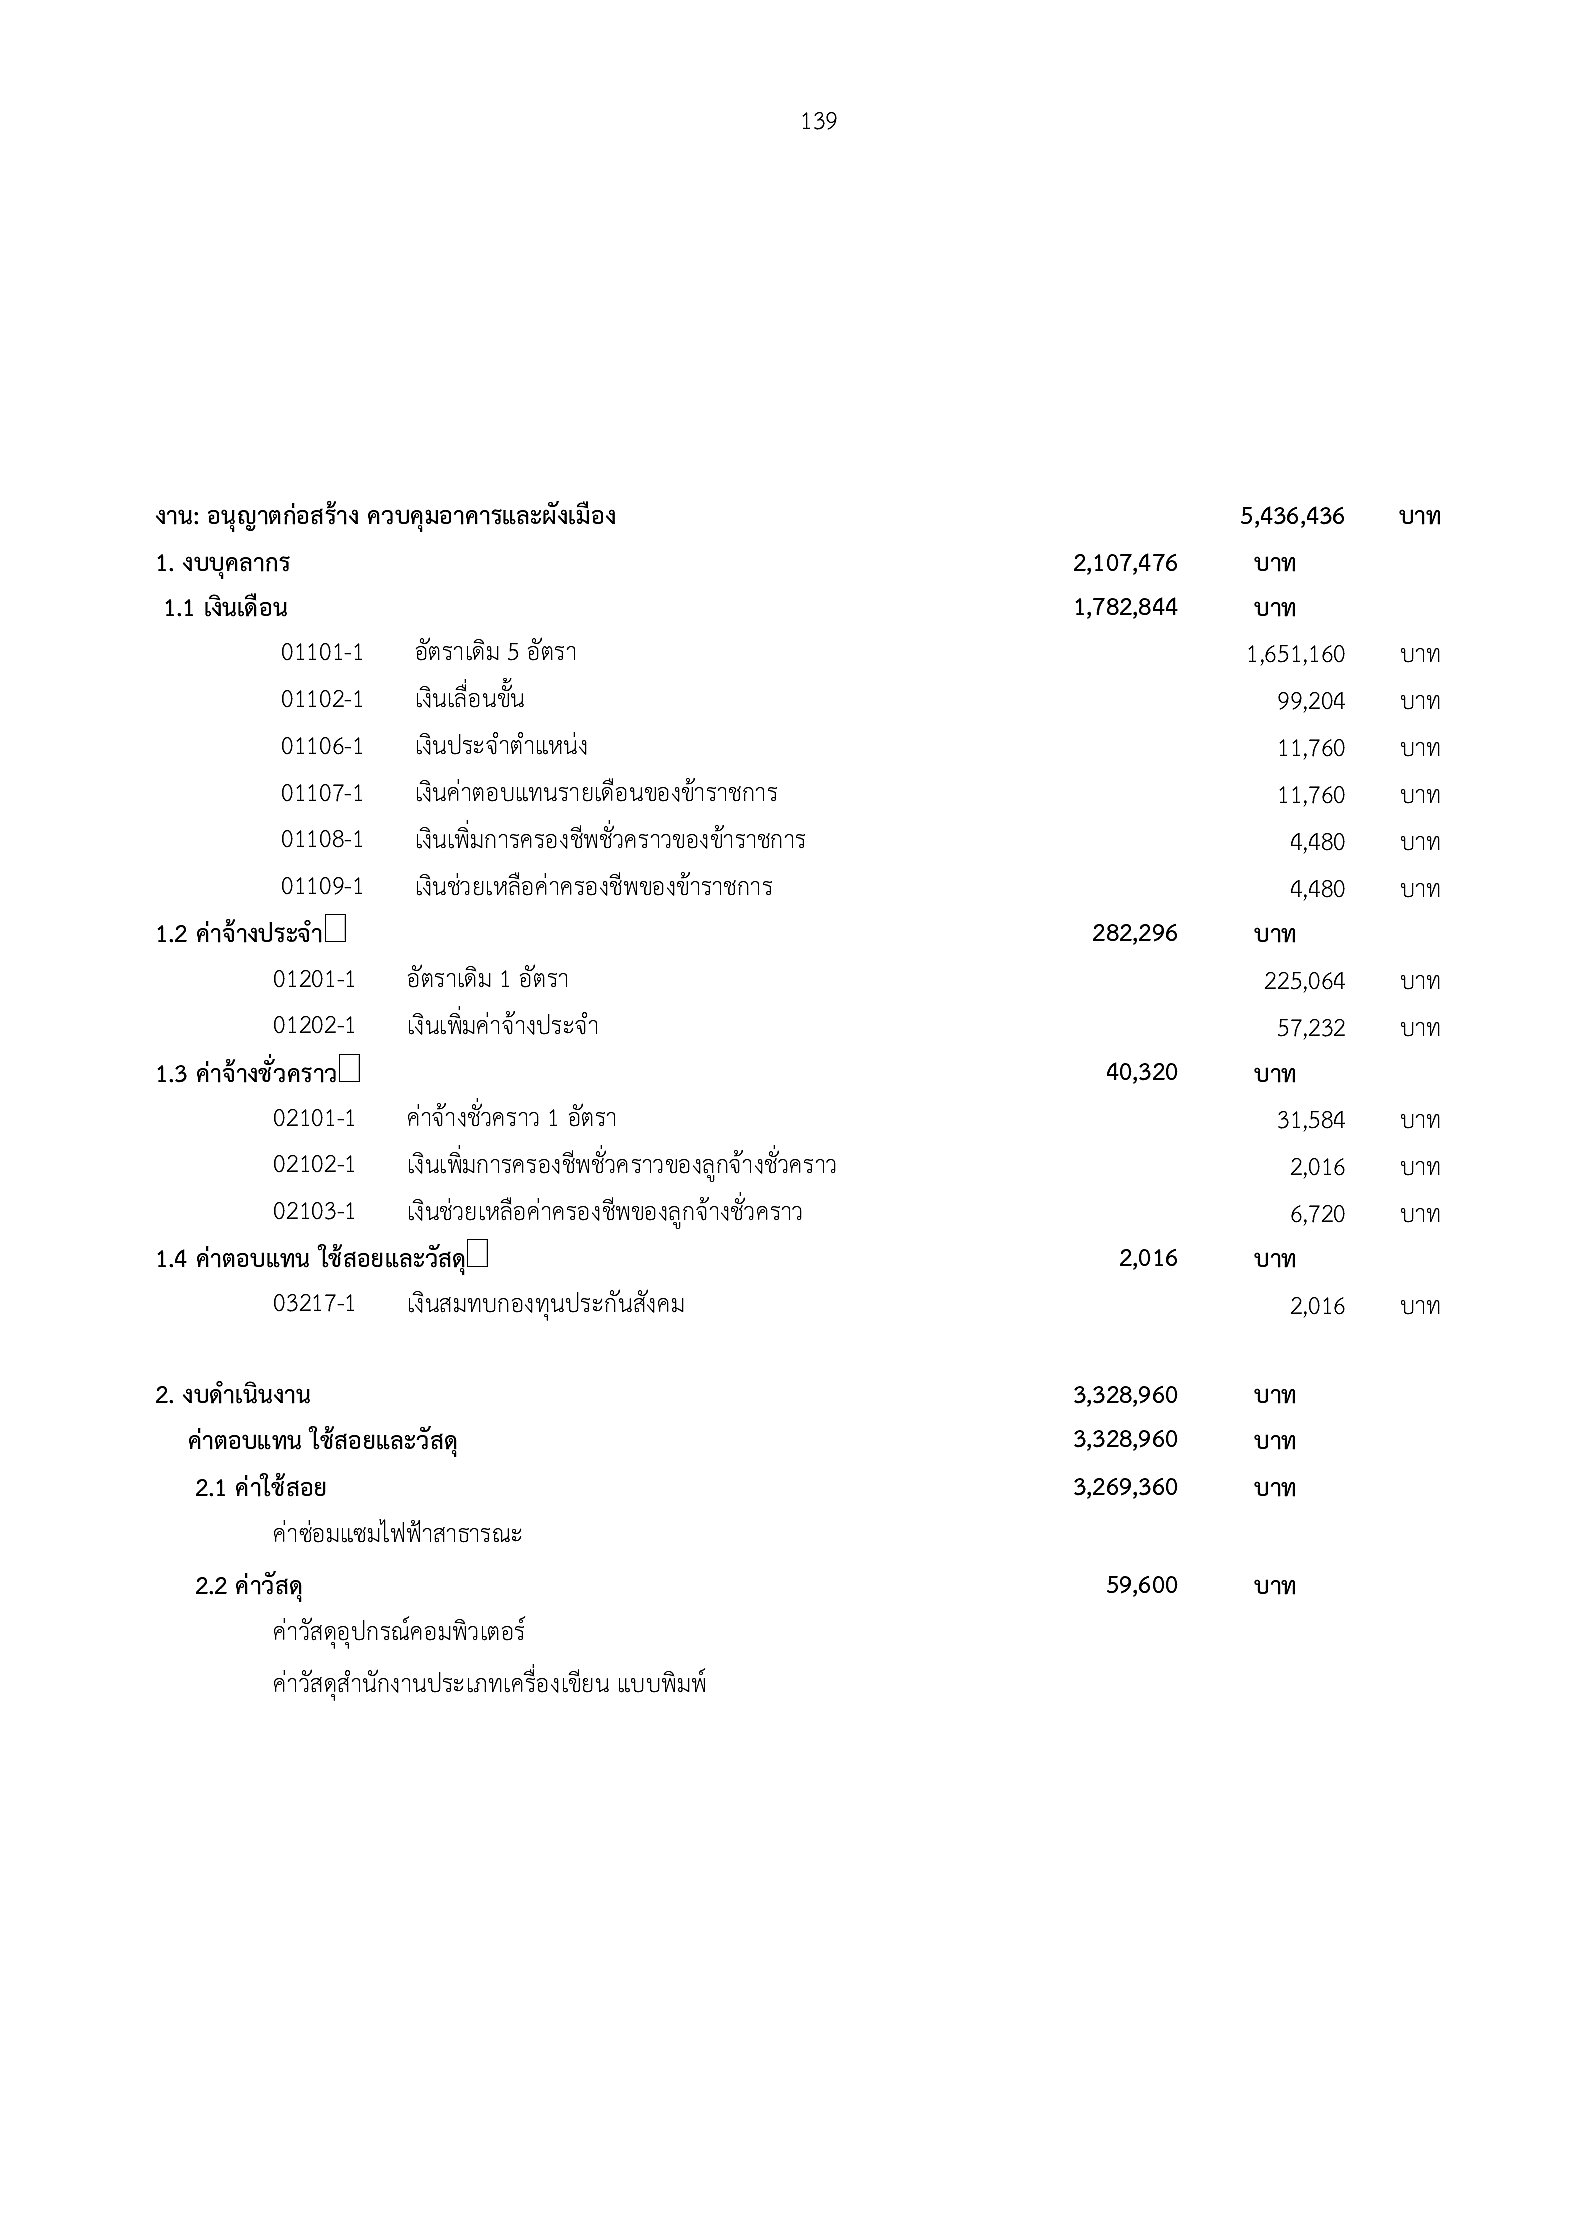 139
งาน: อนุญาตก่อสร้าง ควบคุมอาคารและผังเมือง 5,436,436 บาท
1. งบบุคลากร 2,107,476 บาท
1.1 เงินเดือน 1,782,844 บาท
01101-1 อัตราเดิม 5 อัตรา 1,651,160 บาท
01102-1 เงินเลื่อนขั้น 99,204 บาท
01106-1 เงินประจำตำแหน่ง 11,760 บาท
01107-1 เงินค่าตอบแทนรายเดือนของข้าราชการ 11,760 บาท
01108-1 เงินเพิ่มการครองชีพชั่วคราวของข้าราชการ 4,480 บาท
01109-1 เงินช่วยเหลือค่าครองชีพของข้าราชการ 4,480 บาท
1.2 ค่าจ้างประจำ 282,296 บาท
01201-1 อัตราเดิม 1 อัตรา 225,064 บาท
01202-1 เงินเพิ่มค่าจ้างประจำ 57,232 บาท
1.3 ค่าจ้างชั่วคราว 40,320 บาท
02101-1 ค่าจ้างชั่วคราว 1 อัตรา 31,584 บาท
02102-1 เงินเพิ่มการครองชีพชั่วคราวของลูกจ้างชั่วคราว 2,016 บาท
02103-1 เงินช่วยเหลือค่าครองชีพของลูกจ้างชั่วคราว 6,720 บาท
1.4 ค่าตอบแทน ใช้สอยและวัสดุ 2,016 บาท
03217-1 เงินสมทบกองทุนประกันสังคม 2,016 บาท
2. งบดำเนินงาน 3,328,960 บาท
ค่าตอบแทน ใช้สอยและวัสดุ 3,328,960 บาท
2.1 ค่าใช้สอย 3,269,360 บาท
ค่าซ่อมแซมไฟฟ้าสาธารณะ
2.2 ค่าวัสดุ 59,600 บาท
ค่าวัสดุอุปกรณ์คอมพิวเตอร์
ค่าวัสดุสำนักงานประเภทเครื่องเขียน แบบพิมพ์